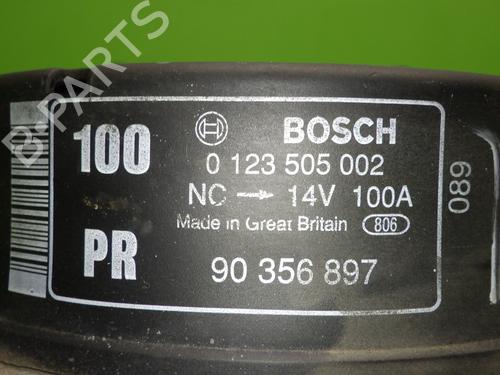 B-PARTS
100
BOSCH
0 123 505 002
NC 14V 100A
Made in Great Britain 806
PR
90 356 897
089